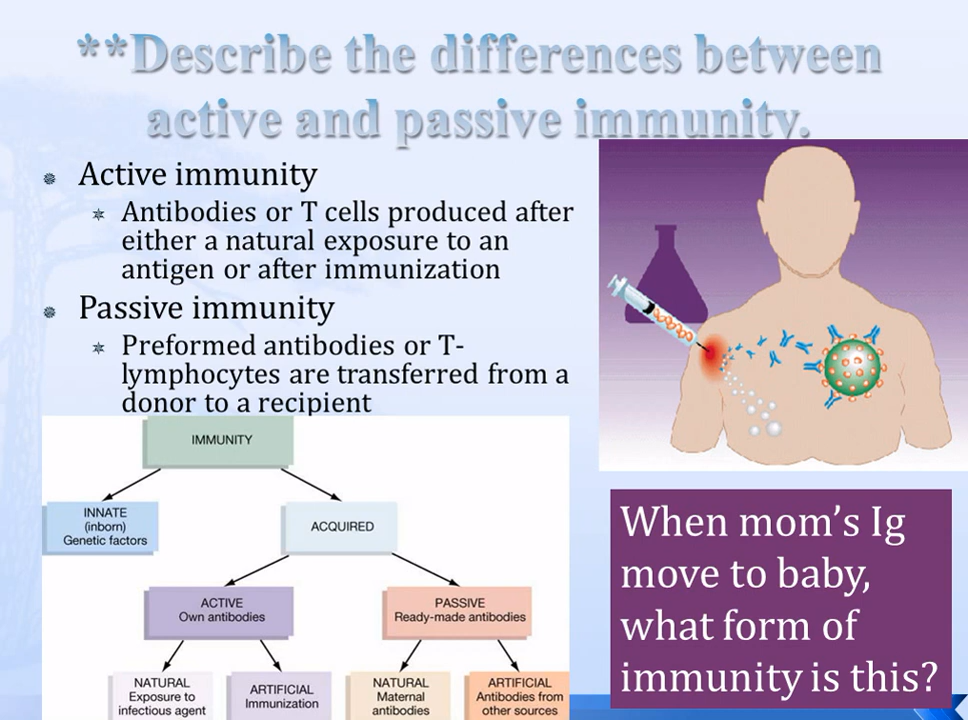 **Describe the differences between
active and passive immunity.
Active immunity
Antibodies or T cells produced after
either a natural exposure to an
antigen or after immunization
Passive immunity
Preformed antibodies or T-
lymphocytes are transferred from a
donor to a recipient
IMMUNITY
INNATE
(inborn)
Genetic factors
ACQUIRED
ACTIVE
Own antibodies
PASSIVE
Ready-made antibodies
NATURAL
Exposure to
infectious agent
ARTIFICIAL
Immunization
NATURAL
Maternal
antibodies
ARTIFICIAL
Antibodies from
other sources
When mom’s Ig
move to baby,
what form of
immunity is this?